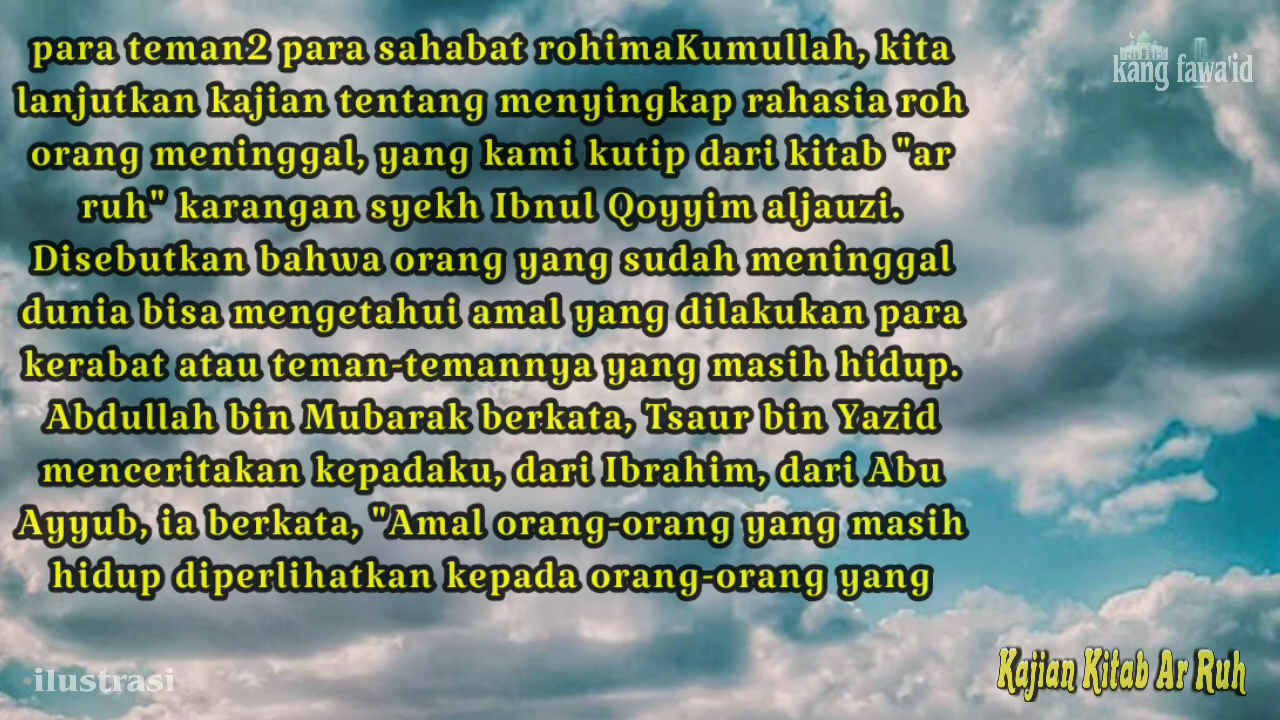 para teman2 para sahabat rohimaKumullah, kita
lanjutkan kajian tentang menyingkap rahasia roh
orang meninggal, yang kami kutip dari kitab "ar
ruh" karangan syekh Ibnul Qoyyim aljauzi.
Disebutkan bahwa orang yang sudah meninggal
dunia bisa mengetahui amal yang dilakukan para
kerabat atau teman-temannya yang masih hidup.
Abdullah bin Mubarak berkata, Tsaur bin Yazid
menceritakan kepadaku, dari Ibrahim, dari Abu
Ayyub, ia berkata, "Amal orang-orang yang masih
hidup diperlihatkan kepada orang-orang yang
kang fawa'id
·ilustrasi
Kajian Kitab Ar Ruh